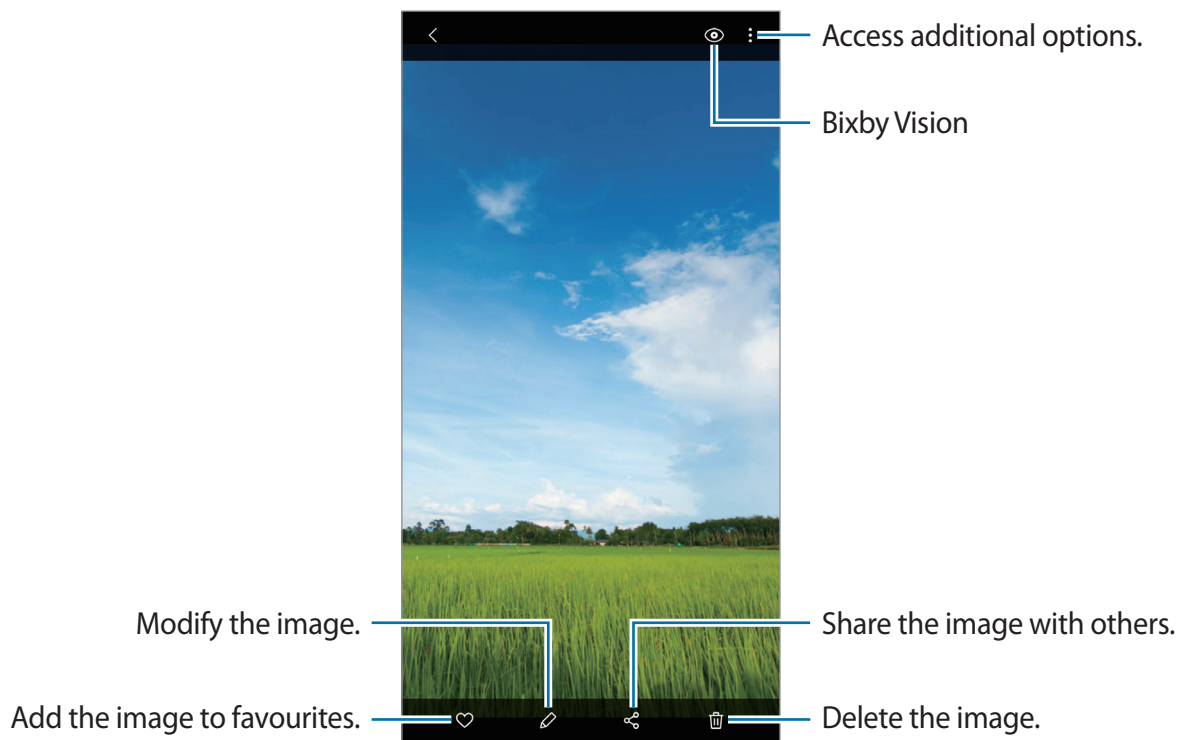 Access additional options.
Bixby Vision
Modify the image.
Share the image with others.
Add the image to favourites.
Delete the image.